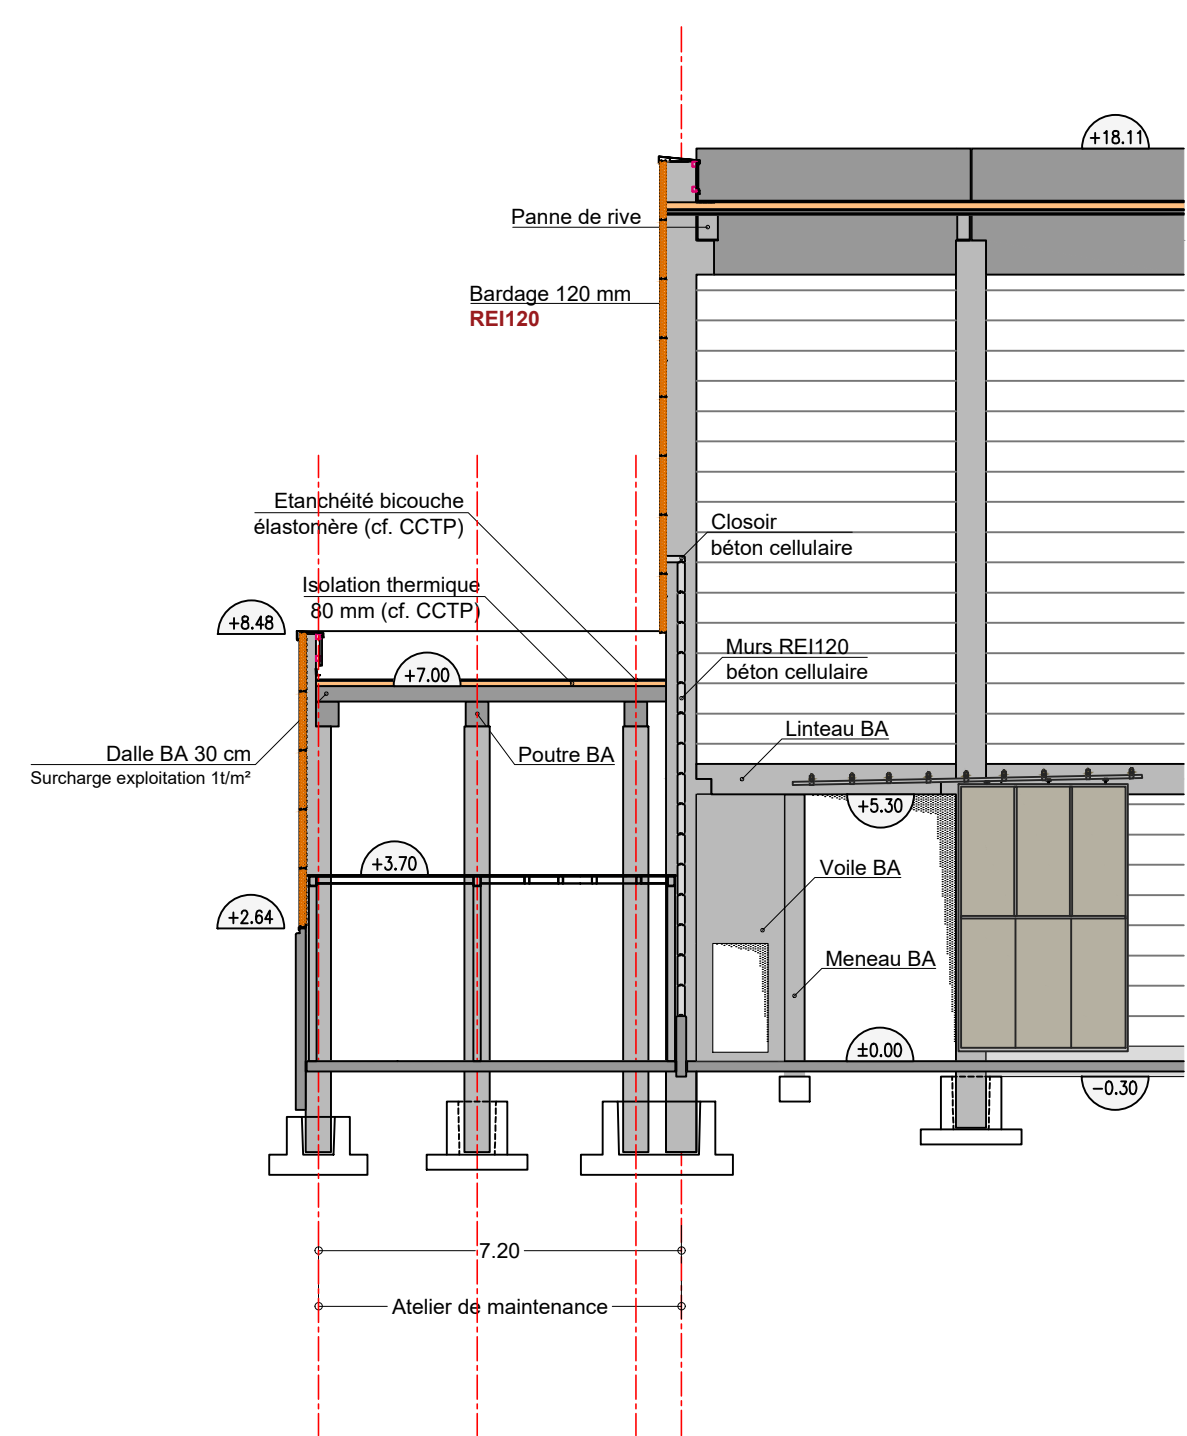 +18.11
Panne de rive
Bardage 120 mm
REI120
Etanchéité bicouche
élastomère (cf. CCTP)
Closoir
béton cellulaire
Isolation thermique
80 mm (cf. CCTP)
+8.48
Murs REI120
béton cellulaire
+7.00
Linteau BA
Dalle BA 30 cm
Surcharge exploitation 1t/m²
Poutre BA
+5.30
+3.70
Voile BA
+2.64
Meneau BA
±0.00
-0.30
7.20
Atelier de maintenance